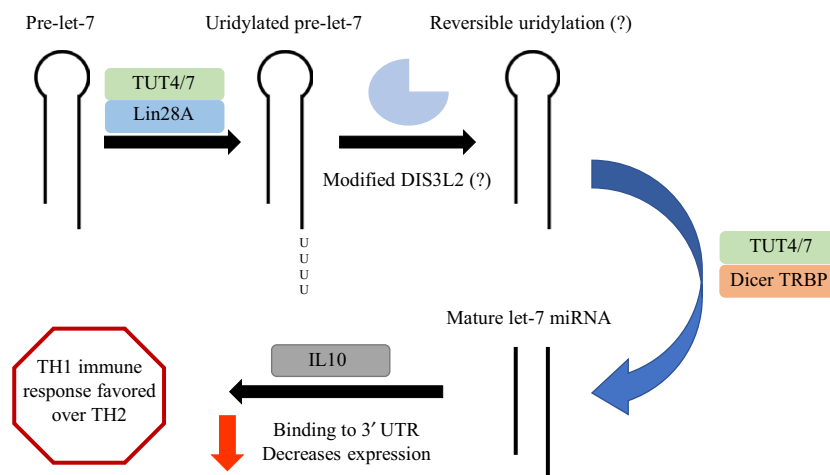 Pre-let-7
Uridylated pre-let-7
Reversible uridylation (?)
TUT4/7
Lin28A
Modified DIS3L2 (?)
U
U
U
U
TUT4/7
Dicer TRBP
Mature let-7 miRNA
IL10
Binding to 3′ UTR
Decreases expression
TH1 immune
response favored
over TH2